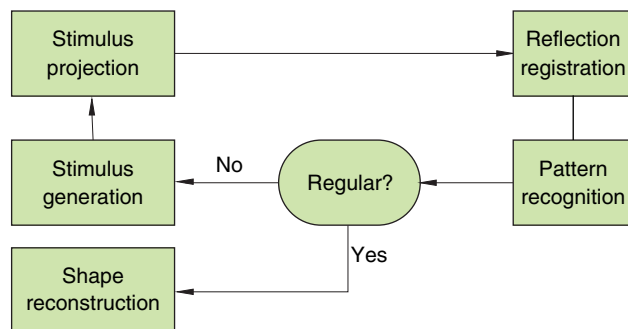 Stimulus
projection
Reflection
registration
Stimulus
generation
No
Regular?
Pattern
recognition
Yes
Shape
reconstruction